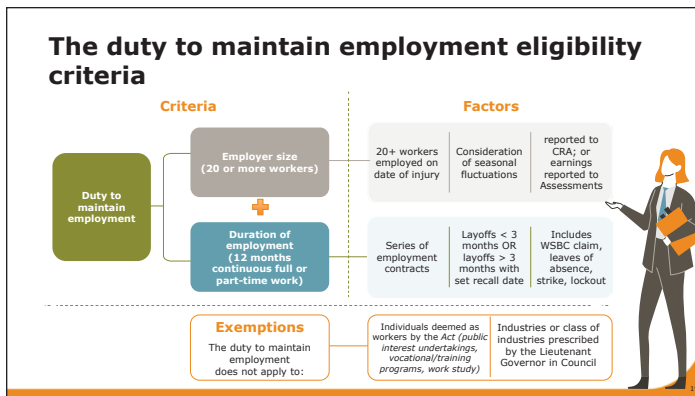 The duty to maintain employment eligibility
criteria
Criteria
Factors
Duty to
maintain
employment
Employer size
(20 or more workers)
20+ workers
employed on
date of injury
Consideration
of seasonal
fluctuations
reported to
CRA; or
earnings
reported to
Assessments
Duration of
employment
(12 months
continuous full or
part-time work)
Series of
employment
contracts
Layoffs < 3
months OR
layoffs > 3
months with
set recall date
Includes
WSBC claim,
leaves of
absence,
strike, lockout
Exemptions
The duty to maintain
employment
does not apply to:
Individuals deemed as
workers by the Act (public
interest undertakings,
vocational/training
programs, work study)
Industries or class of
industries prescribed
by the Lieutenant
Governor in Council